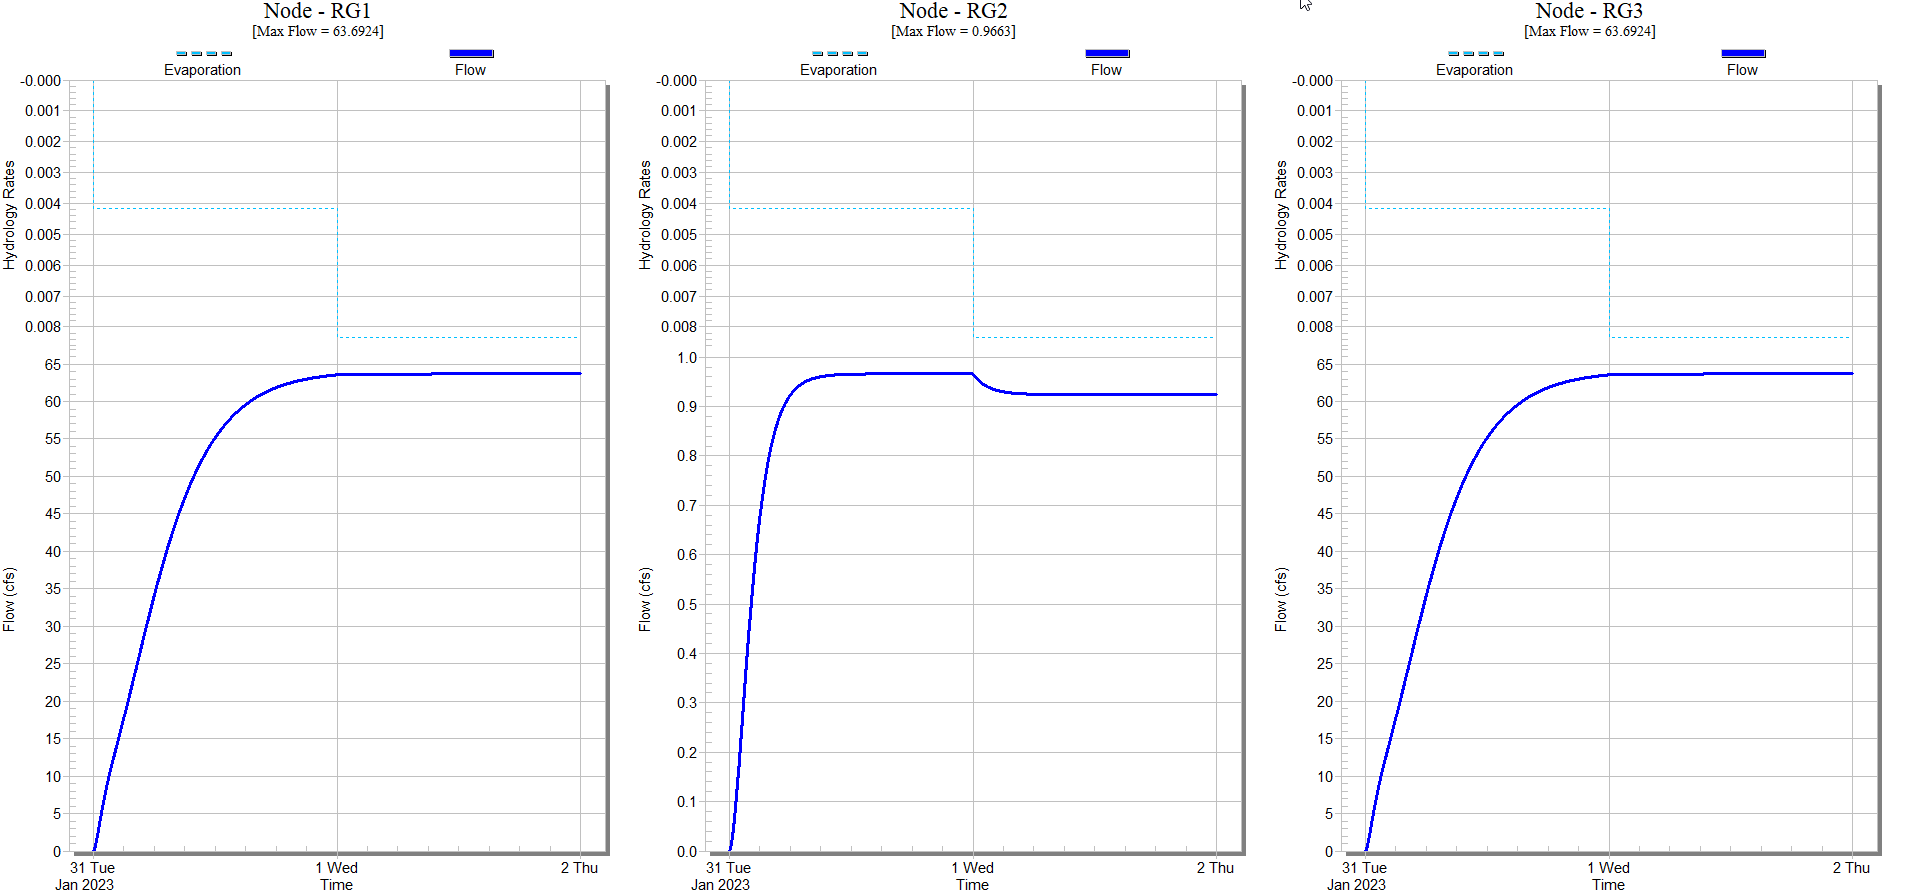 Node - RG1
[Max Flow = 63.6924]
Evaporation
Flow
-0.000
0.001
0.002
0.003
0.004
0.005
0.006
0.007
0.008
Hydrology Rates
65
60
55
50
45
40
35
30
25
20
15
10
5
0
Flow (cfs)
31 Tue
1 Wed
2 Thu
Jan 2023
Time
Node - RG2
[Max Flow = 0.9663]
Evaporation
Flow
-0.000
0.001
0.002
0.003
0.004
0.005
0.006
0.007
0.008
Hydrology Rates
1.0
0.9
0.8
0.7
0.6
0.5
0.4
0.3
0.2
0.1
0.0
Flow (cfs)
31 Tue
1 Wed
2 Thu
Jan 2023
Time
Node - RG3
[Max Flow = 63.6924]
Evaporation
Flow
-0.000
0.001
0.002
0.003
0.004
0.005
0.006
0.007
0.008
Hydrology Rates
65
60
55
50
45
40
35
30
25
20
15
10
5
0
Flow (cfs)
31 Tue
1 Wed
2 Thu
Jan 2023
Time